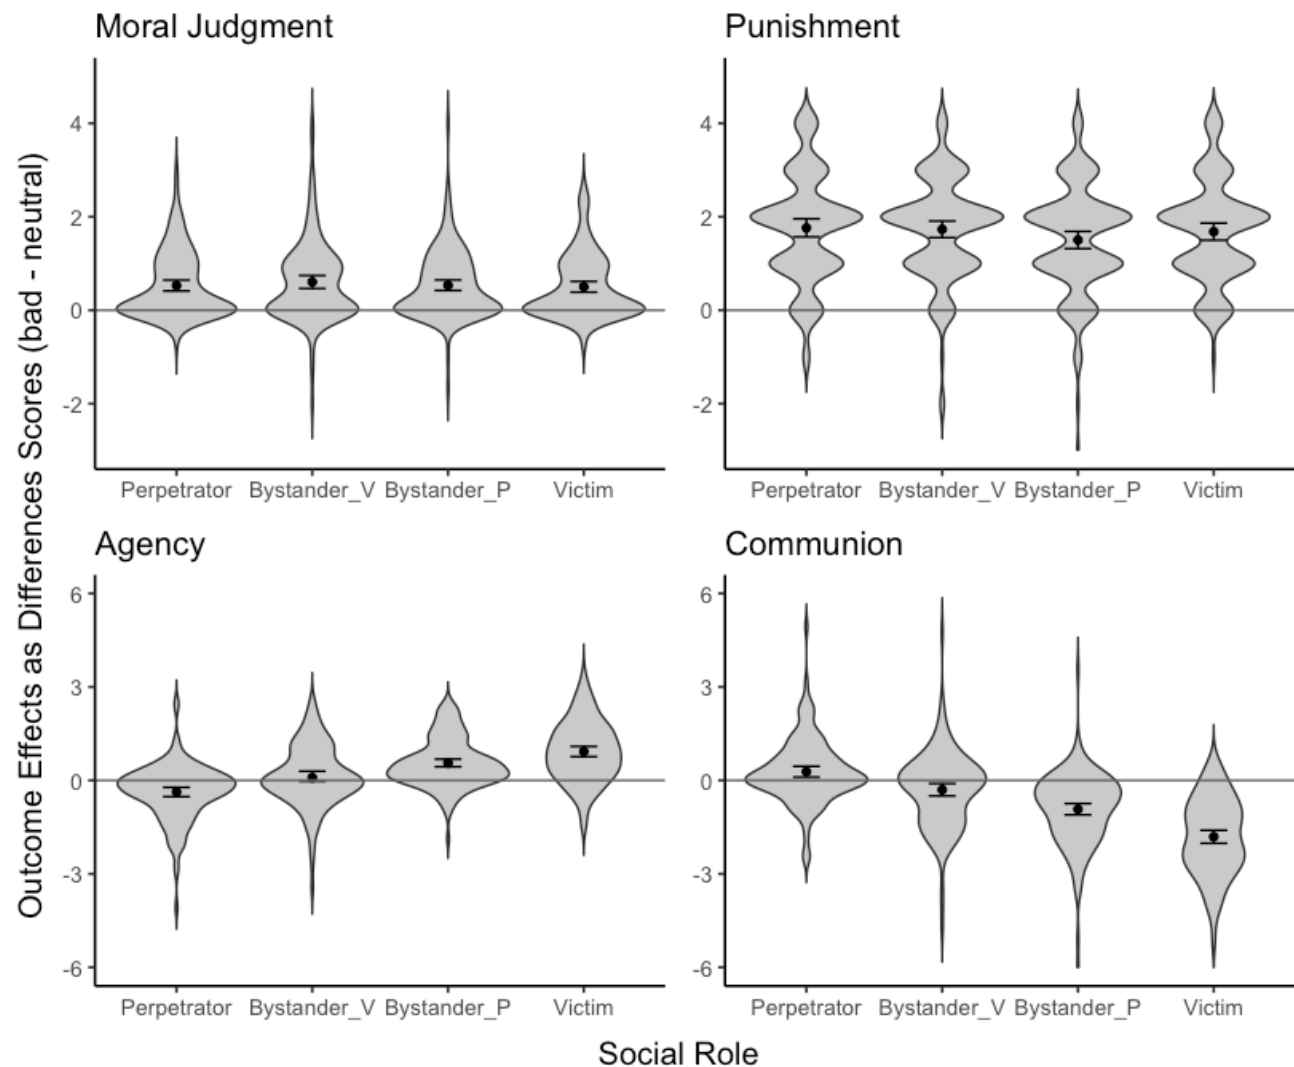 Moral Judgment
4
2
0
-2
Perpetrator Bystander_V Bystander_P Victim
Punishment
4
2
0
-2
Perpetrator Bystander_V Bystander_P Victim
Outcome Effects as Differences Scores (bad - neutral)
Agency
6
3
0
-3
-6
Perpetrator Bystander_V Bystander_P Victim
Communion
6
3
0
-3
-6
Perpetrator Bystander_V Bystander_P Victim
Social Role